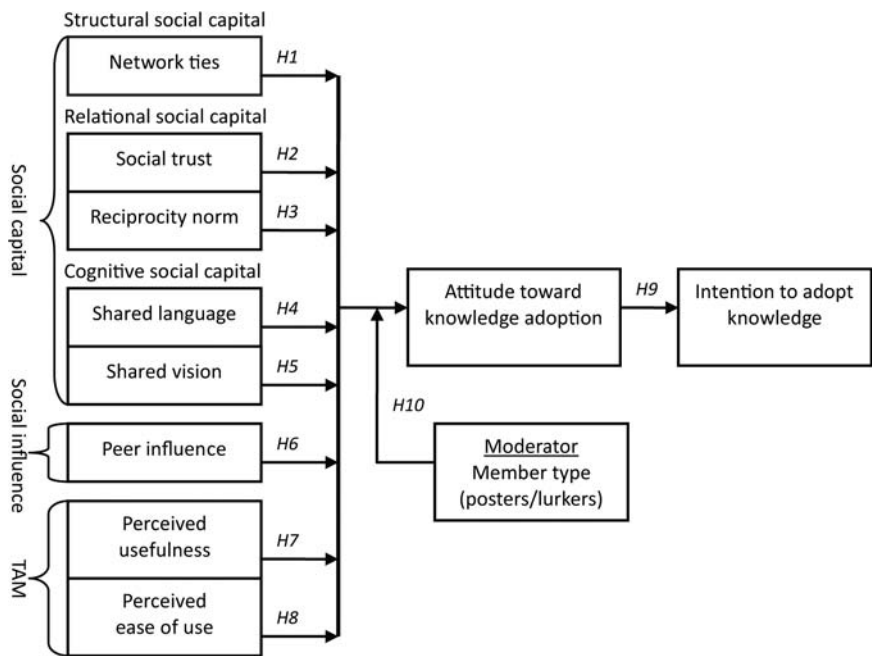 Structural social capital
Network ties
H1
Relational social capital
Social trust
H2
Reciprocity norm
H3
Cognitive social capital
Shared language
H4
Shared vision
H5
Social capital
Peer influence
H6
Social influence
Perceived
usefulness
H7
Perceived
ease of use
H8
TAM
Attitude toward
knowledge adoption
H9
Intention to adopt
knowledge
H10
Moderator
Member type
(posters/lurkers)